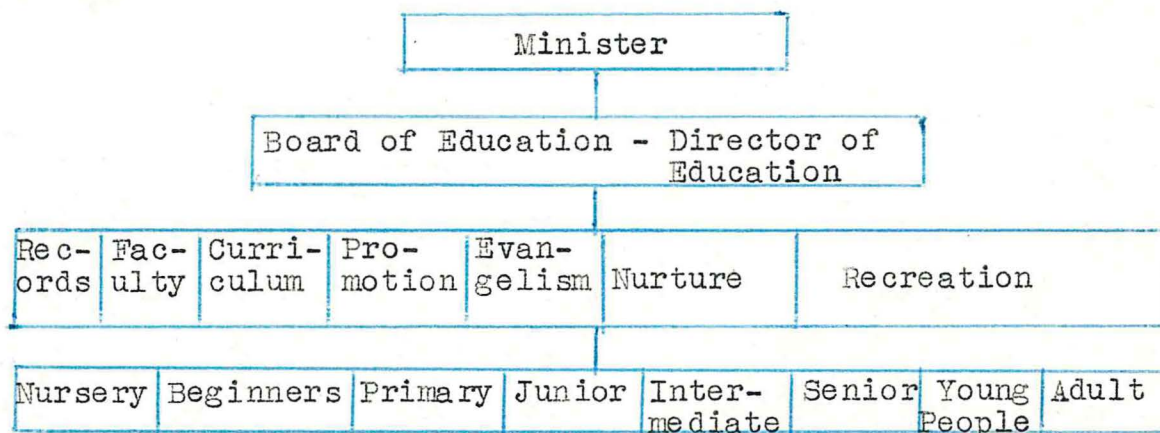 Minister
Board of Education - Director of
Education
Rec- Fac- Curri- Pro- Evan-
ords ulty culum motion gelism Nurture Recreation
Nursery Beginners Primary Junior Inter- Senior Young Adult
mediate People